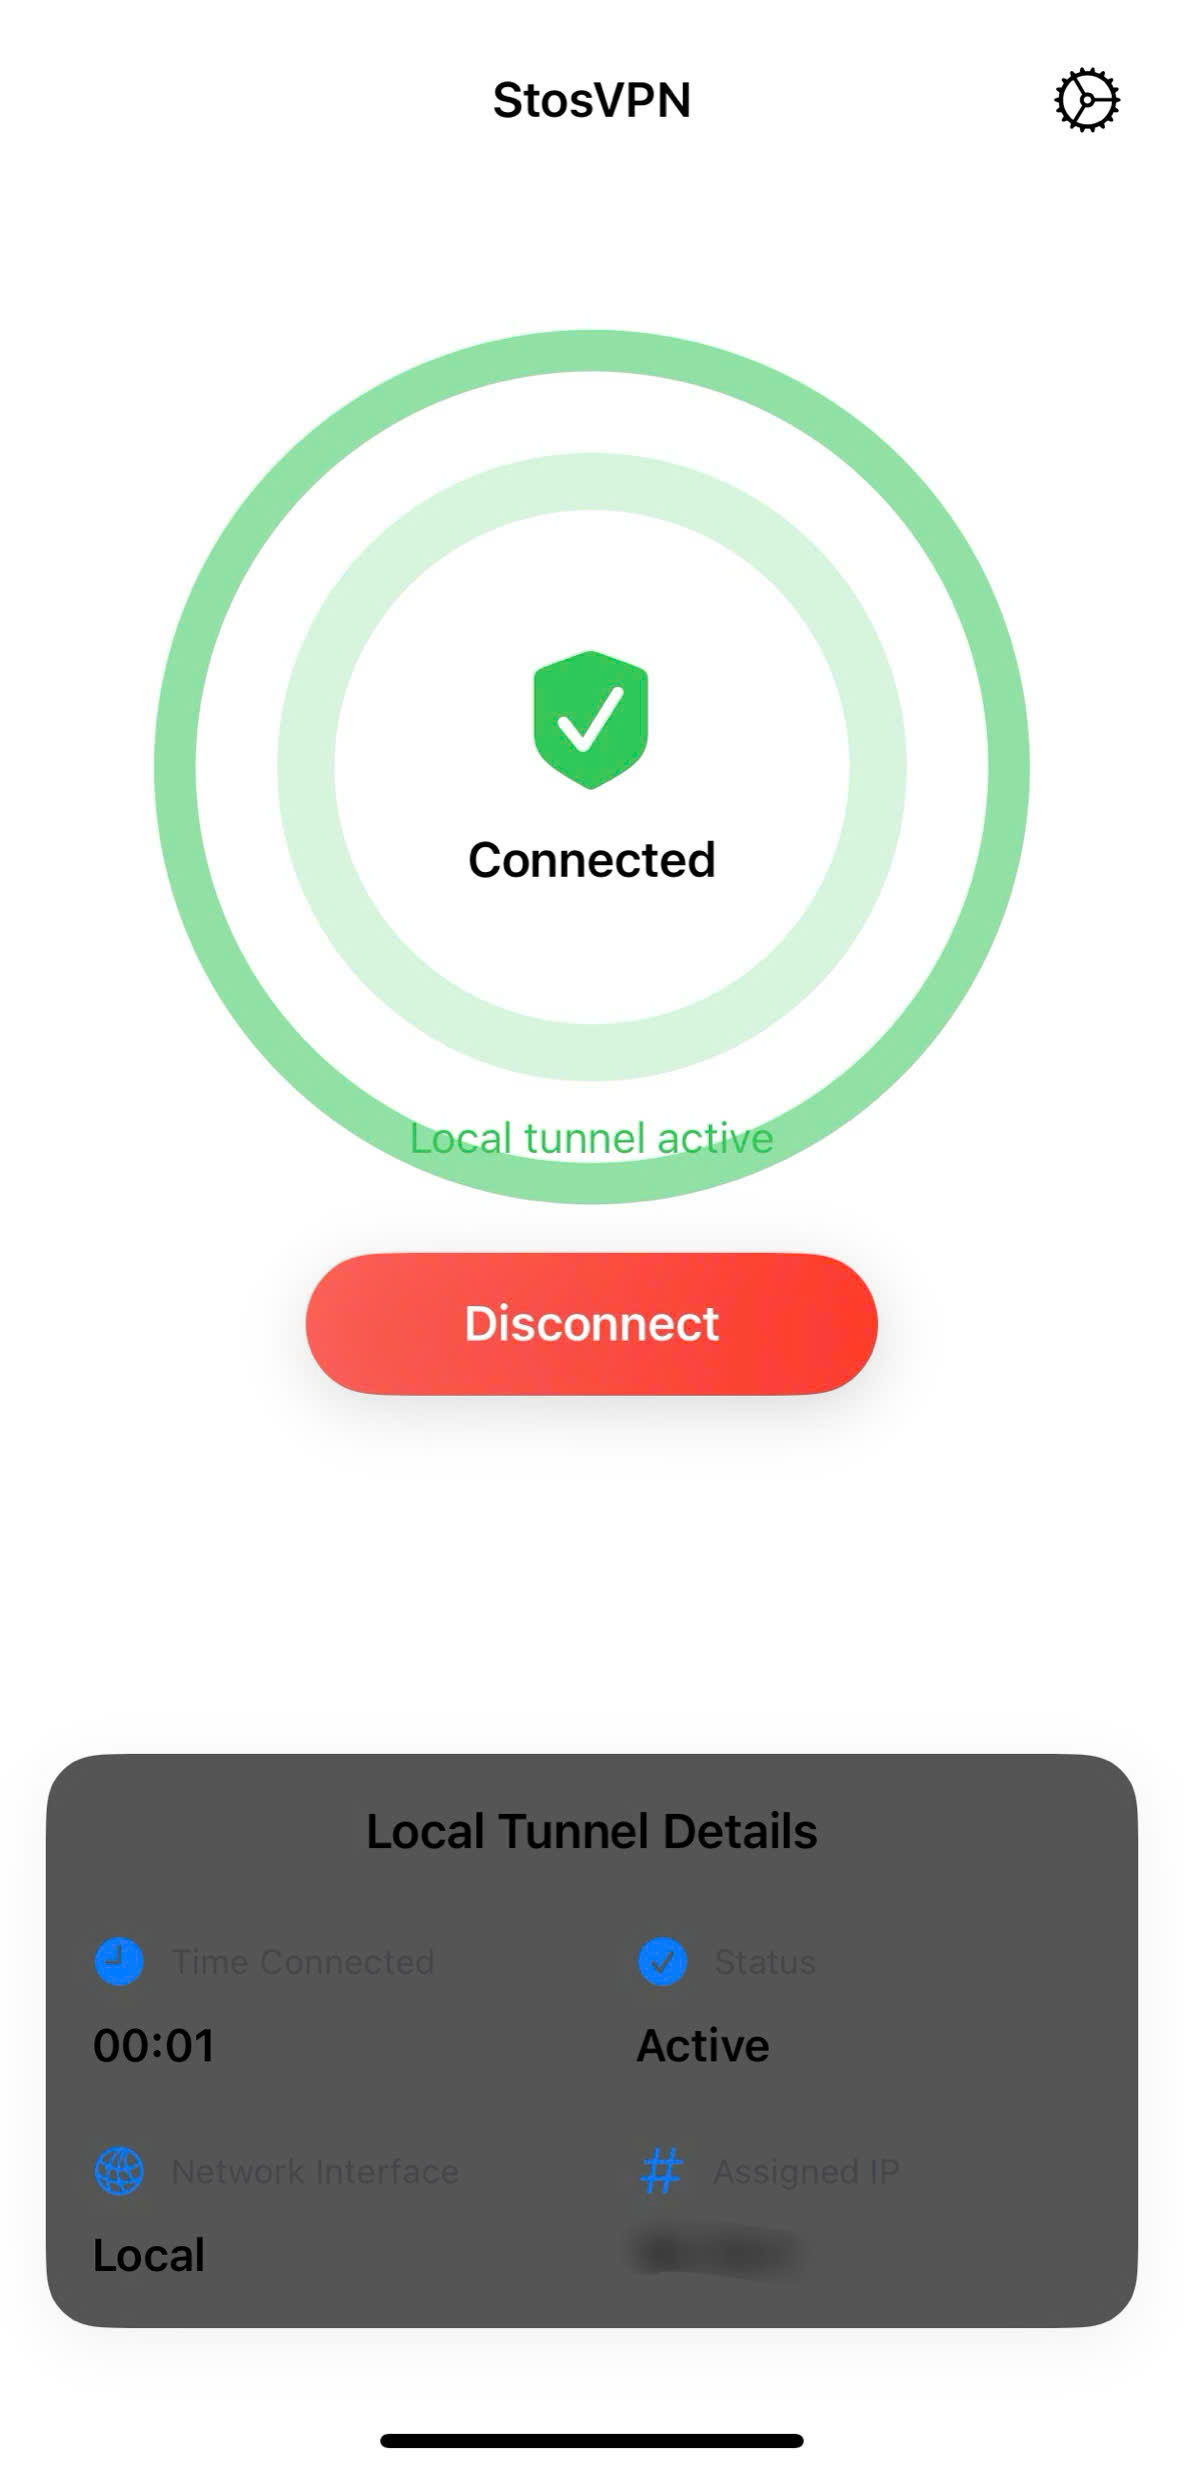 StosVPN
Connected
Local tunnel active
Disconnect
Local Tunnel Details
Time Connected
Status
00:01
Active
Network Interface
# Assigned IP
Local